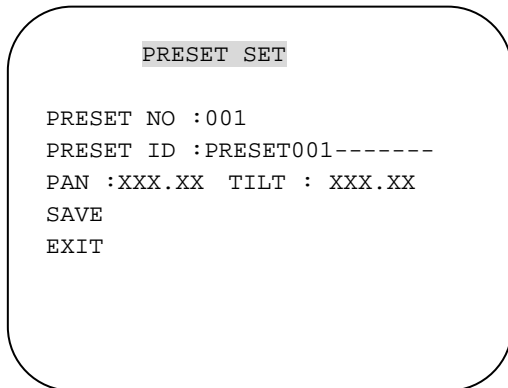 PRESET SET
PRESET NO :001
PRESET ID :PRESET001-------
PAN :XXX.XX TILT : XXX.XX
SAVE
EXIT